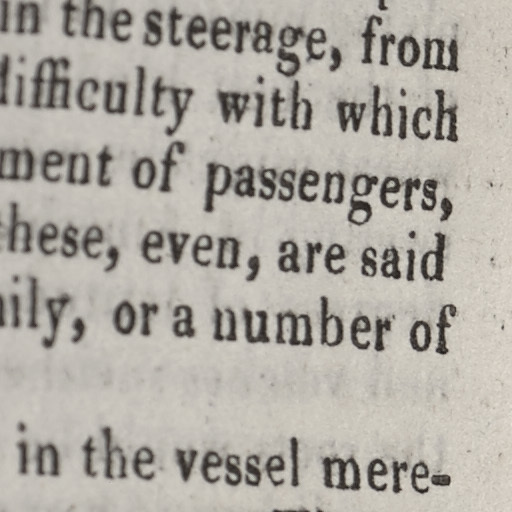 in the steerage, from
difficulty with which
ment of passengers,
these, even, are said
ily, or a number of
in the vessel mere-